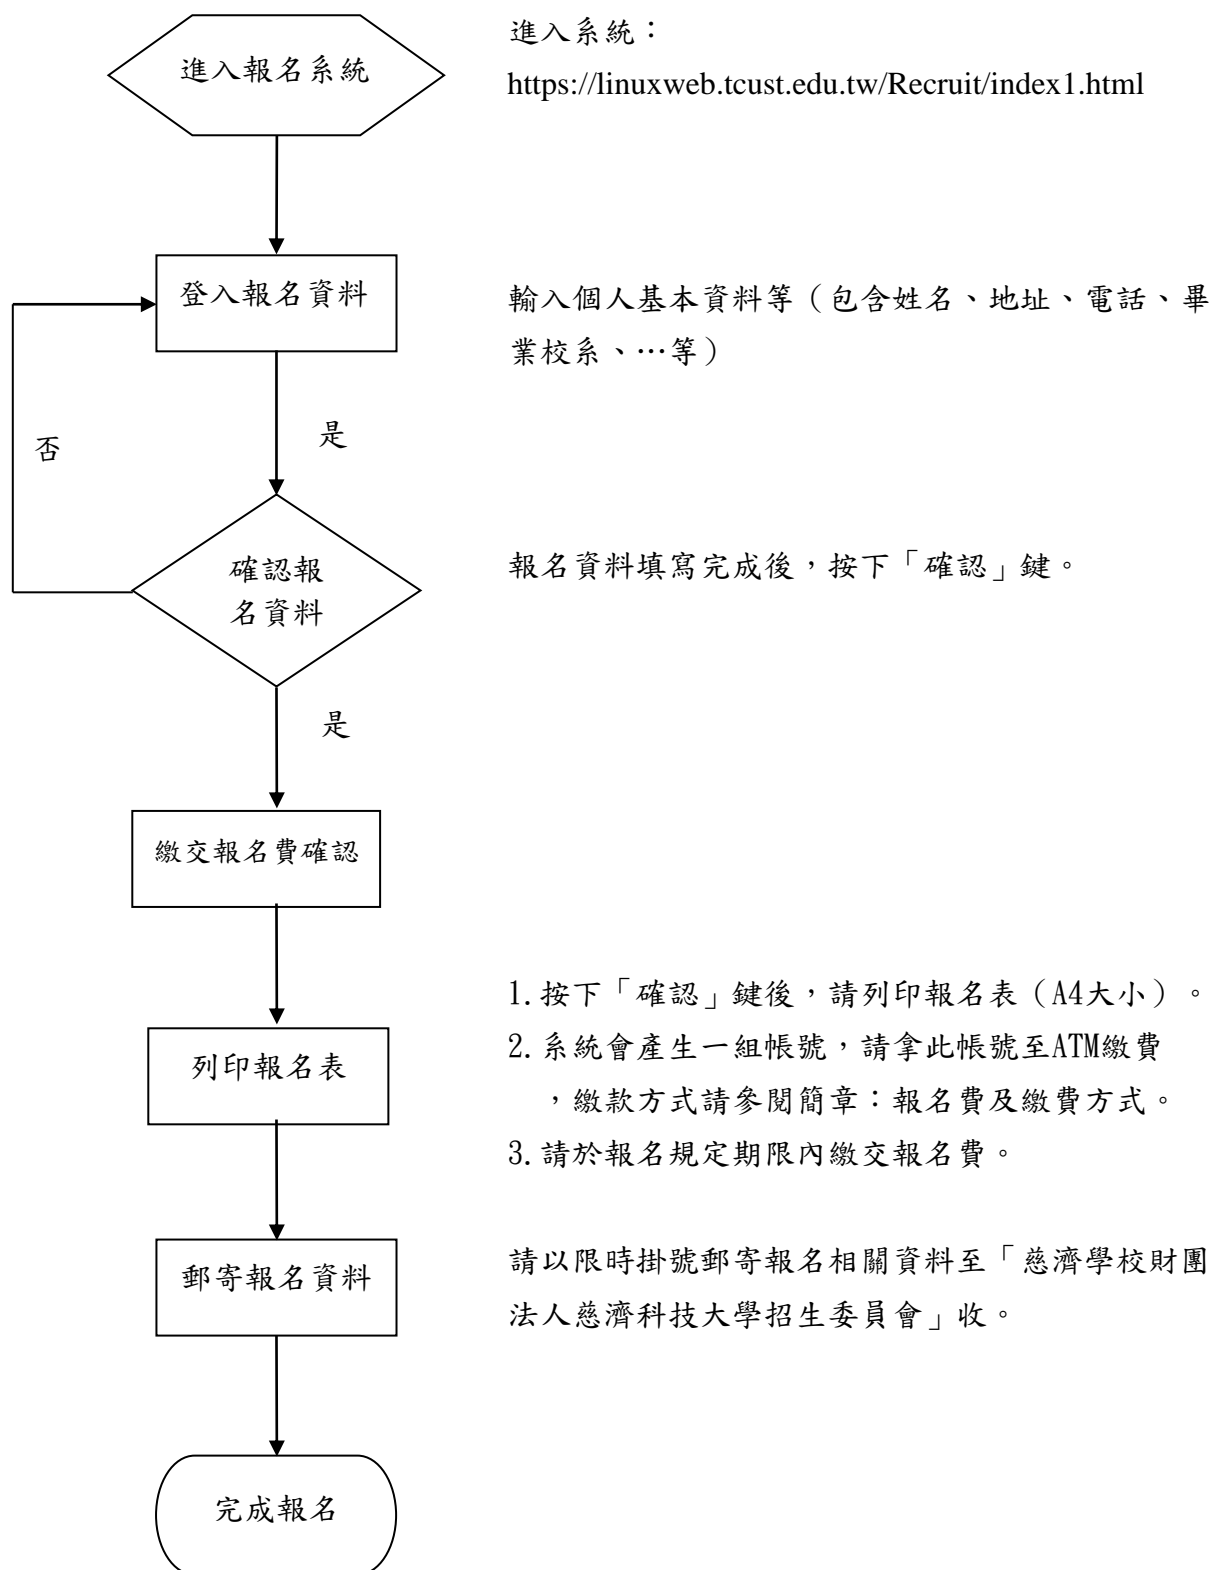 進入報名系統
進入系統：
https://linuxweb.tcust.edu.tw/Recruit/index1.html
登入報名資料
輸入個人基本資料等（包含姓名、地址、電話、畢
業校系、…等）
否
是
確認報
名資料
報名資料填寫完成後，按下「確認」鍵。
是
繳交報名費確認
列印報名表
1.按下「確認」鍵後，請列印報名表（A4大小）。
2.系統會產生一組帳號，請拿此帳號至ATM繳費
，繳款方式請參閱簡章：報名費及繳費方式。
3.請於報名規定期限內繳交報名費。
郵寄報名資料
請以限時掛號郵寄報名相關資料至「慈濟學校財團
法人慈濟科技大學招生委員會」收。
完成報名